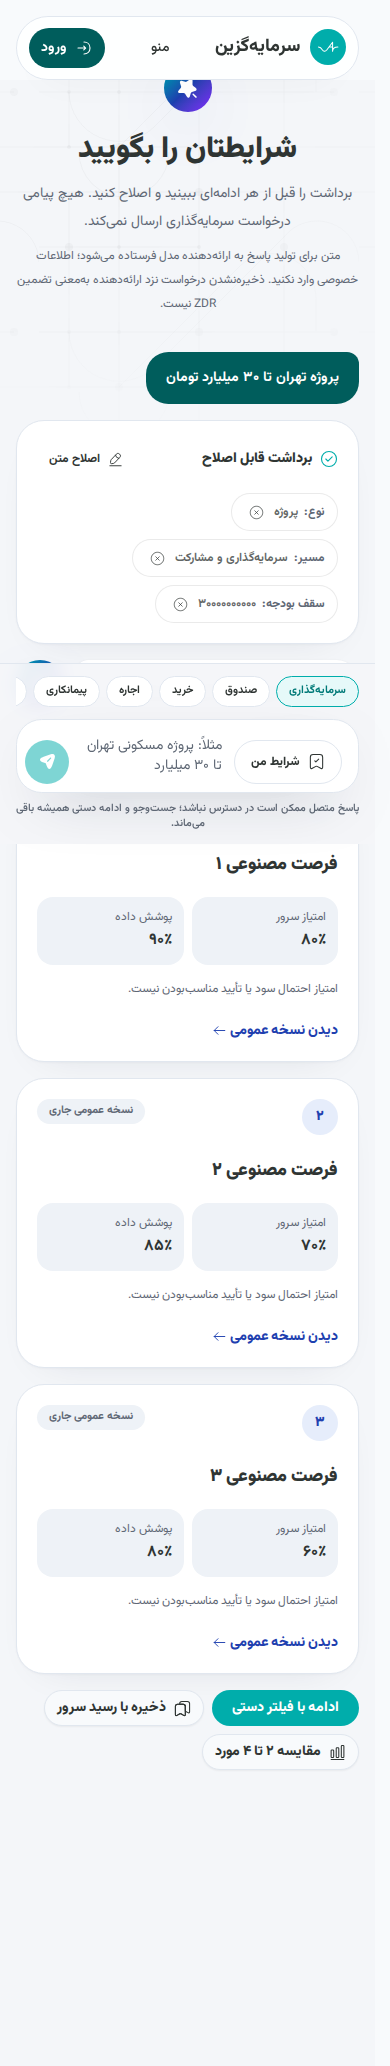 سرمایه‌گزین
منو
ورود
شرایطتان را بگویید
برداشت را قبل از هر ادامه‌ای ببینید و اصلاح کنید. هیچ پیامی
درخواست سرمایه‌گذاری ارسال نمی‌کند.
متن برای تولید پاسخ به ارائه‌دهنده مدل فرستاده می‌شود؛ اطلاعات
خصوصی وارد نکنید. ذخیره‌نشدن درخواست نزد ارائه‌دهنده به‌معنی تضمین
ZDR نیست.
پروژه تهران تا ۳۰ میلیارد تومان
برداشت قابل اصلاح
اصلاح متن
نوع: پروژه
مسیر: سرمایه‌گذاری و مشارکت
سقف بودجه: ۳۰۰۰۰۰۰۰۰۰۰
سرمایه‌گذاری
صندوق
خرید
اجاره
پیمانکاری
شرایط من
مثلاً: پروژه مسکونی تهران
تا ۳۰ میلیارد
پاسخ متصل ممکن است در دسترس نباشد؛ جست‌وجو و ادامه دستی همیشه باقی
می‌ماند.
فرصت مصنوعی ۱
امتیاز سرور
۸۰٪
پوشش داده
۹۰٪
امتیاز احتمال سود یا تأیید مناسب‌بودن نیست.
دیدن نسخه عمومی
۲
نسخه عمومی جاری
فرصت مصنوعی ۲
امتیاز سرور
۷۰٪
پوشش داده
۸۵٪
امتیاز احتمال سود یا تأیید مناسب‌بودن نیست.
دیدن نسخه عمومی
۳
نسخه عمومی جاری
فرصت مصنوعی ۳
امتیاز سرور
۶۰٪
پوشش داده
۸۰٪
امتیاز احتمال سود یا تأیید مناسب‌بودن نیست.
دیدن نسخه عمومی
ادامه با فیلتر دستی
ذخیره با رسید سرور
مقایسه ۲ تا ۴ مورد